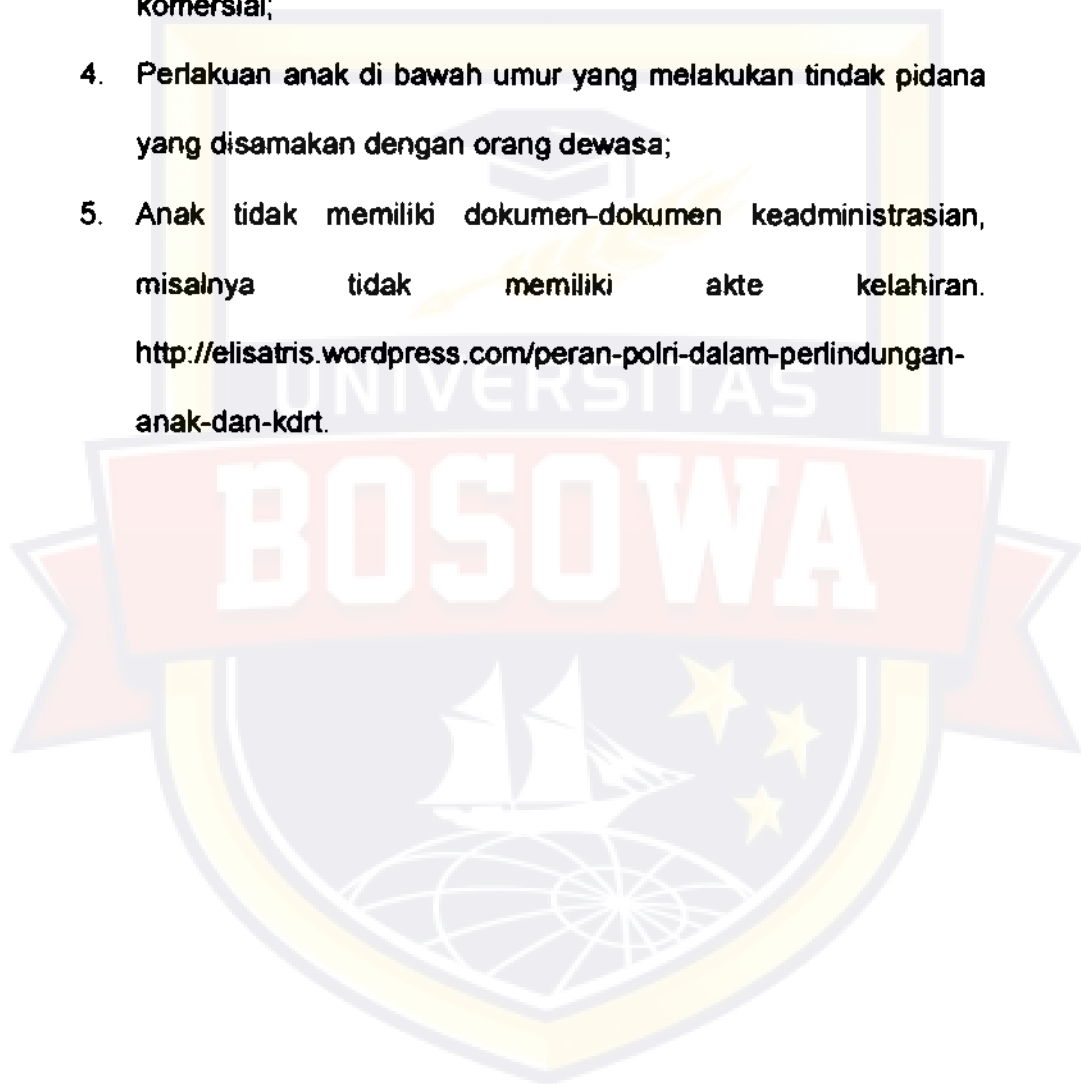 komersial;
4. Perlakuan anak di bawah umur yang melakukan tindak pidana
yang disamakan dengan orang dewasa;
5. Anak tidak memiliki dokumen-dokumen keadministrasian,
misalnya tidak memiliki akte kelahiran.
http://elisatris.wordpress.com/peran-polri-dalam-perlindungan-
anak-dan-kdrt.
UNIVERSITAS
BOSOWA